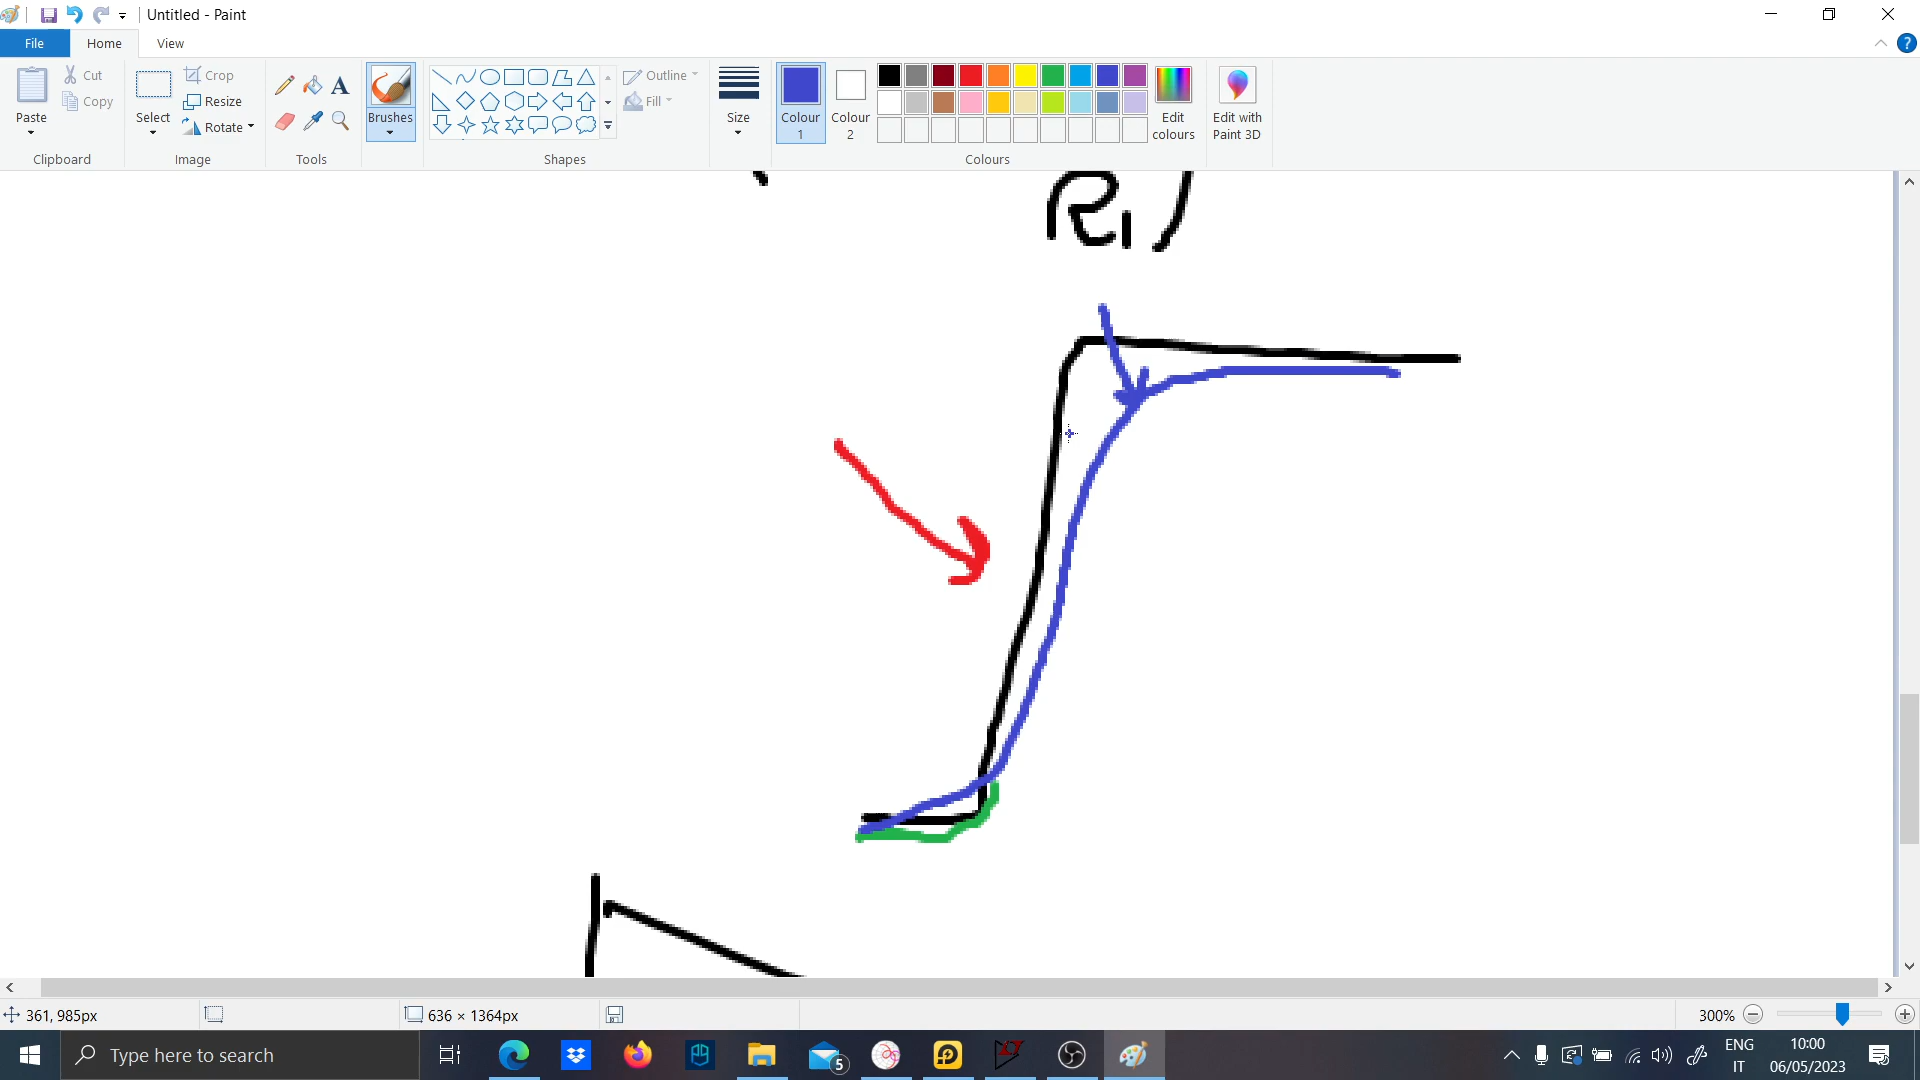 Untitled - Paint
File
Home
View
Paste
Cut
Copy
Clipboard
Select
Crop
Resize
Rotate
Image
A
Tools
Brushes
Shapes
Outline
Fill
Size
Colour
1
Colour
2
Edit
colours
Colours
Edit with
Paint 3D
R1)
361, 985px
636 × 1364px
300%
Type here to search
5
ENG
IT
10:00
06/05/2023